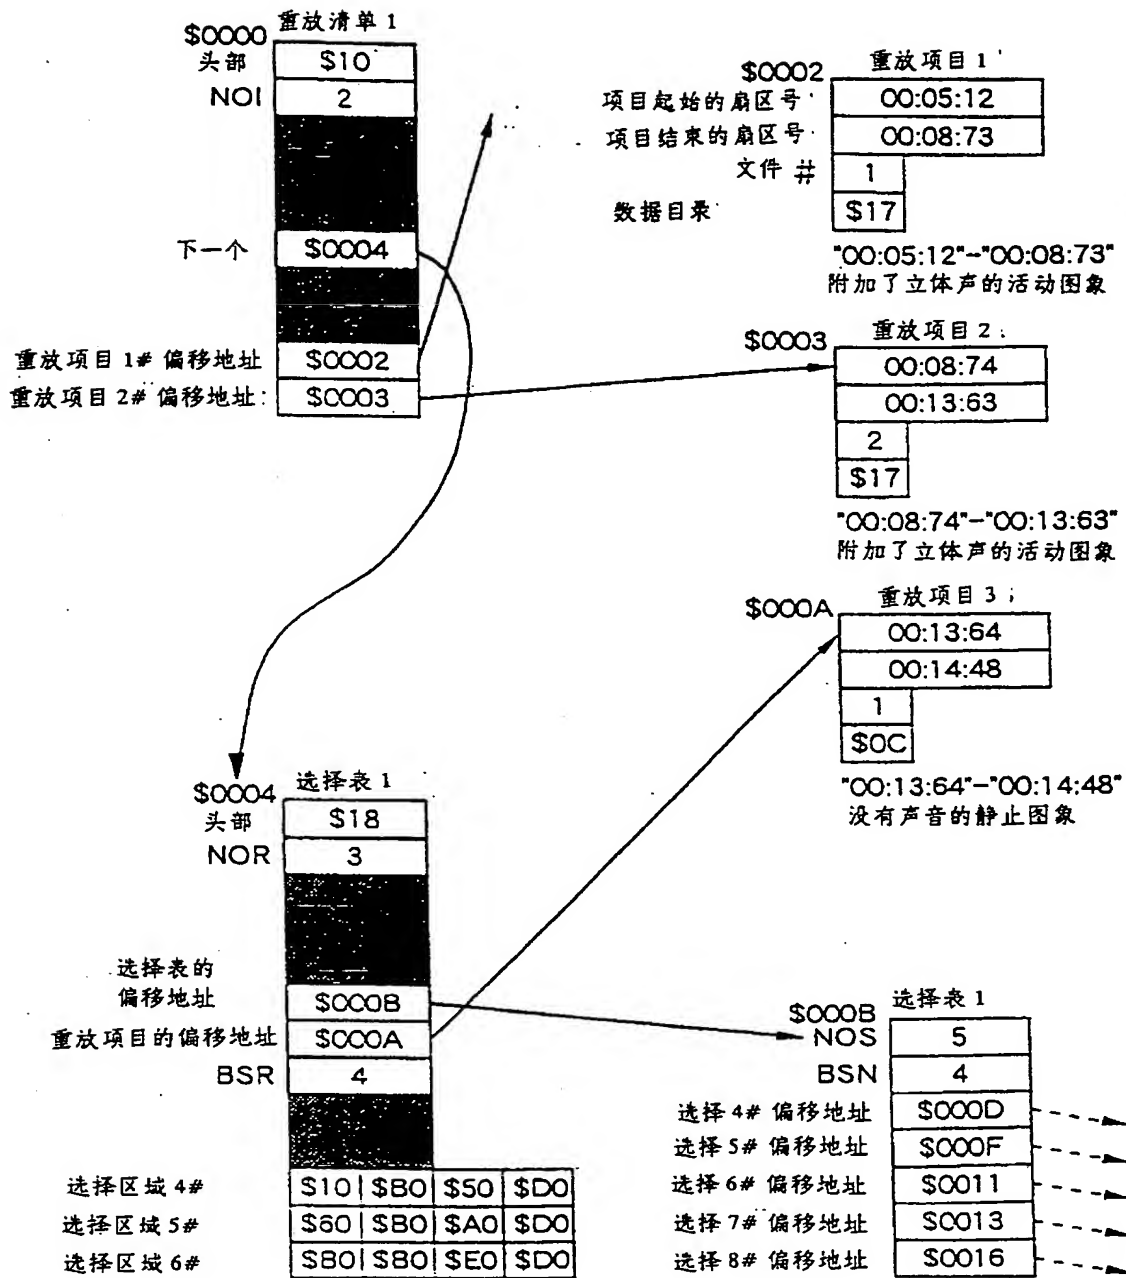 重放清单 1
$0000
头部 $10
NOI 2
下一个 $0004
重放项目 1# 偏移地址 $0002
重放项目 2# 偏移地址: $0003
重放项目 1
$0002
项目起始的扇区号 00:05:12
项目结束的扇区号 00:08:73
文件 # 1
数据目录 $17
"00:05:12"-"00:08:73"
附加了立体声的活动图象
重放项目 2
$0003
00:08:74
00:13:63
2
$17
"00:08:74"-"00:13:63"
附加了立体声的活动图象
重放项目 3
$000A
00:13:64
00:14:48
1
$0C
"00:13:64"-"00:14:48"
没有声音的静止图象
选择表 1
$0004
头部 $18
NOR 3
选择表的
偏移地址 $000B
重放项目的偏移地址 $000A
BSR 4
选择区域 4# $10 $B0 $50 $D0
选择区域 5# $60 $B0 $A0 $D0
选择区域 6# $B0 $B0 $E0 $D0
选择表 1
$000B
NOS 5
BSN 4
选择 4# 偏移地址 $000D
选择 5# 偏移地址 $000F
选择 6# 偏移地址 $0011
选择 7# 偏移地址 $0013
选择 8# 偏移地址 $0016